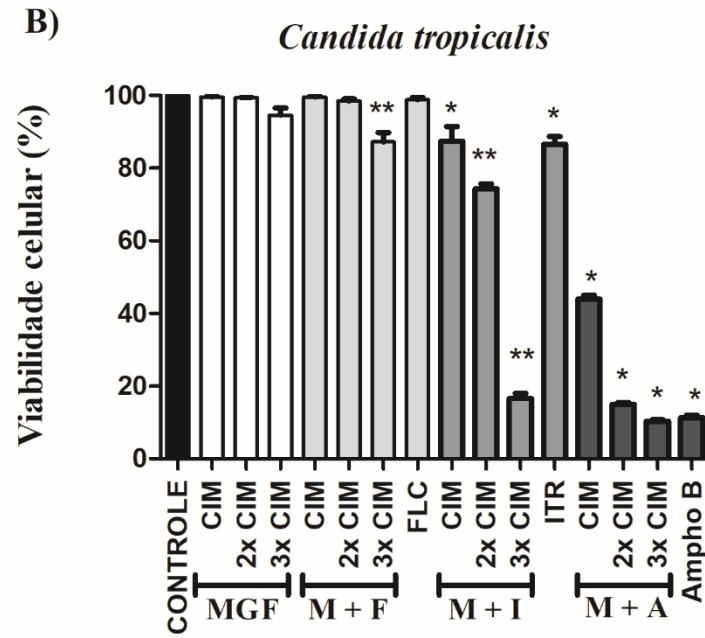 B)
Candida tropicalis
Viabilidade celular (%)
100
80
60
40
20
0
**
*
**
**
*
*
*
*
*
CONTROLE
CIM
2x CIM
3x CIM
CIM
2x CIM
3x CIM
FLC
CIM
2x CIM
3x CIM
ITR
CIM
2x CIM
3x CIM
Ampho B
MGF
M + F
M + I
M + A